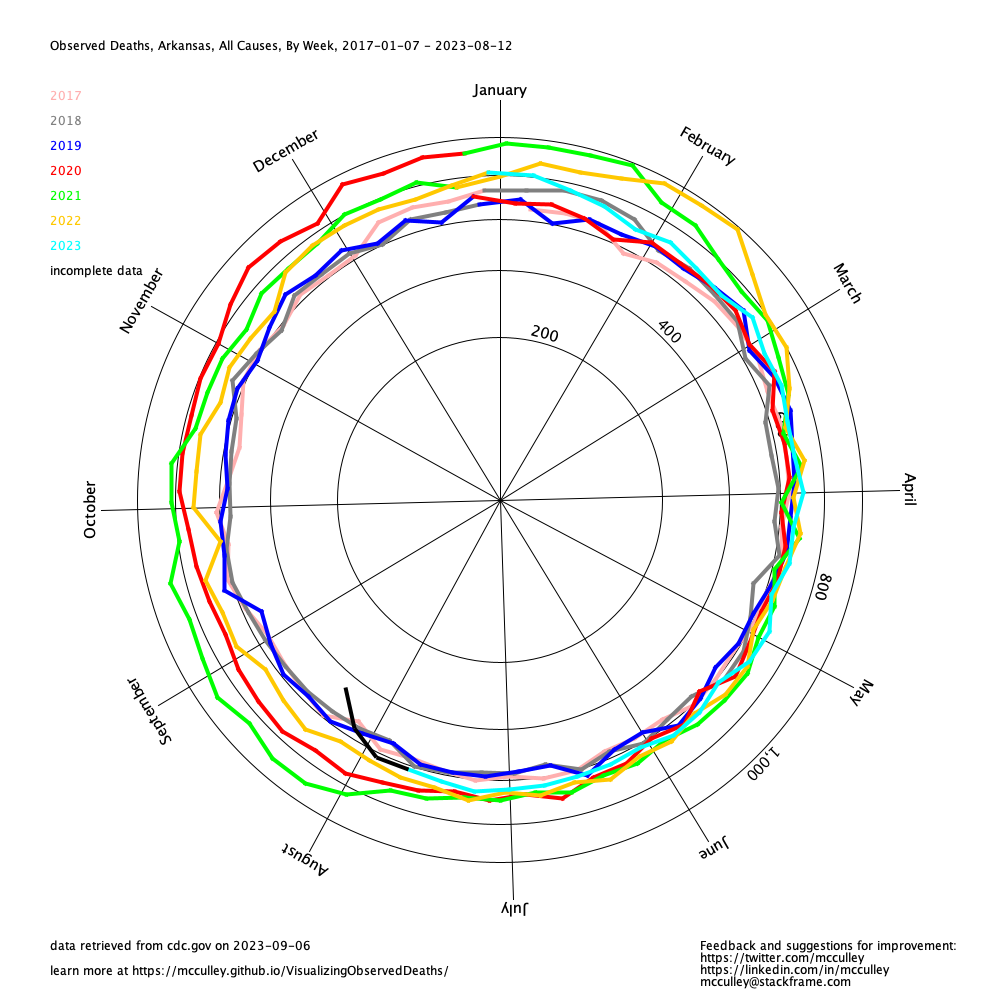 Observed Deaths, Arkansas, All Causes, By Week, 2017-01-07 - 2023-08-12
January
2017
2018
2019
2020
2021
2022
2023
incomplete data
December
February
November
March
200
400
October
April
800
September
May
1,000
August
June
July
data retrieved from cdc.gov on 2023-09-06
learn more at https://mcculley.github.io/VisualizingObservedDeaths/
Feedback and suggestions for improvement:
https://twitter.com/mcculley
https://linkedin.com/in/mcculley
mcculley@stackframe.com